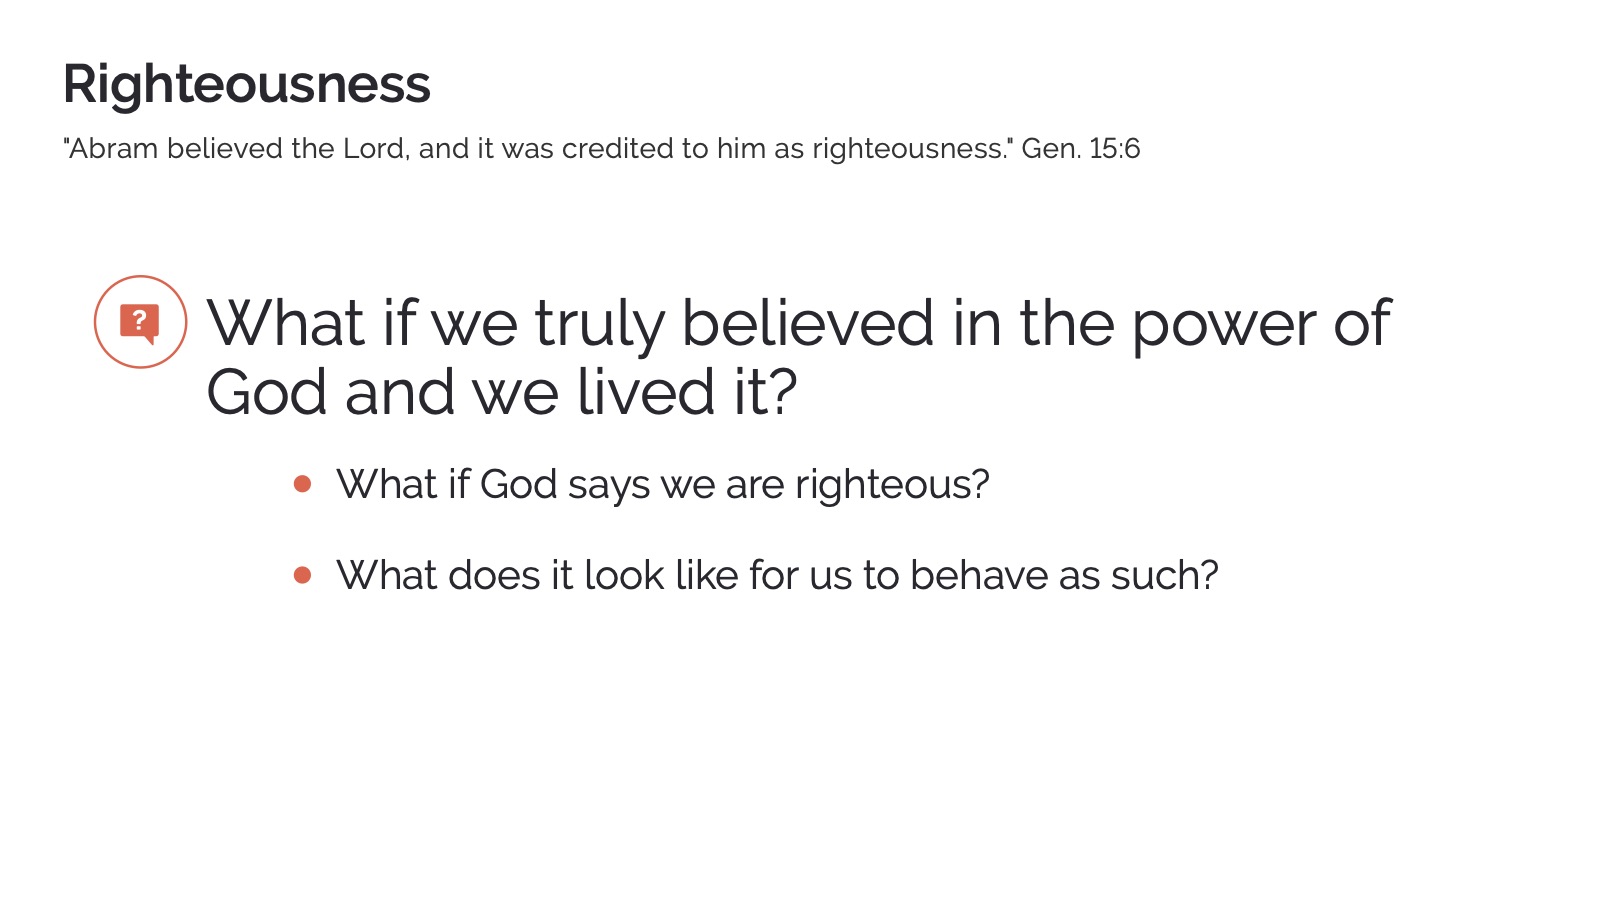 Righteousness
"Abram believed the Lord, and it was credited to him as righteousness." Gen. 15:6
?
What if we truly believed in the power of
God and we lived it?
What if God says we are righteous?
What does it look like for us to behave as such?